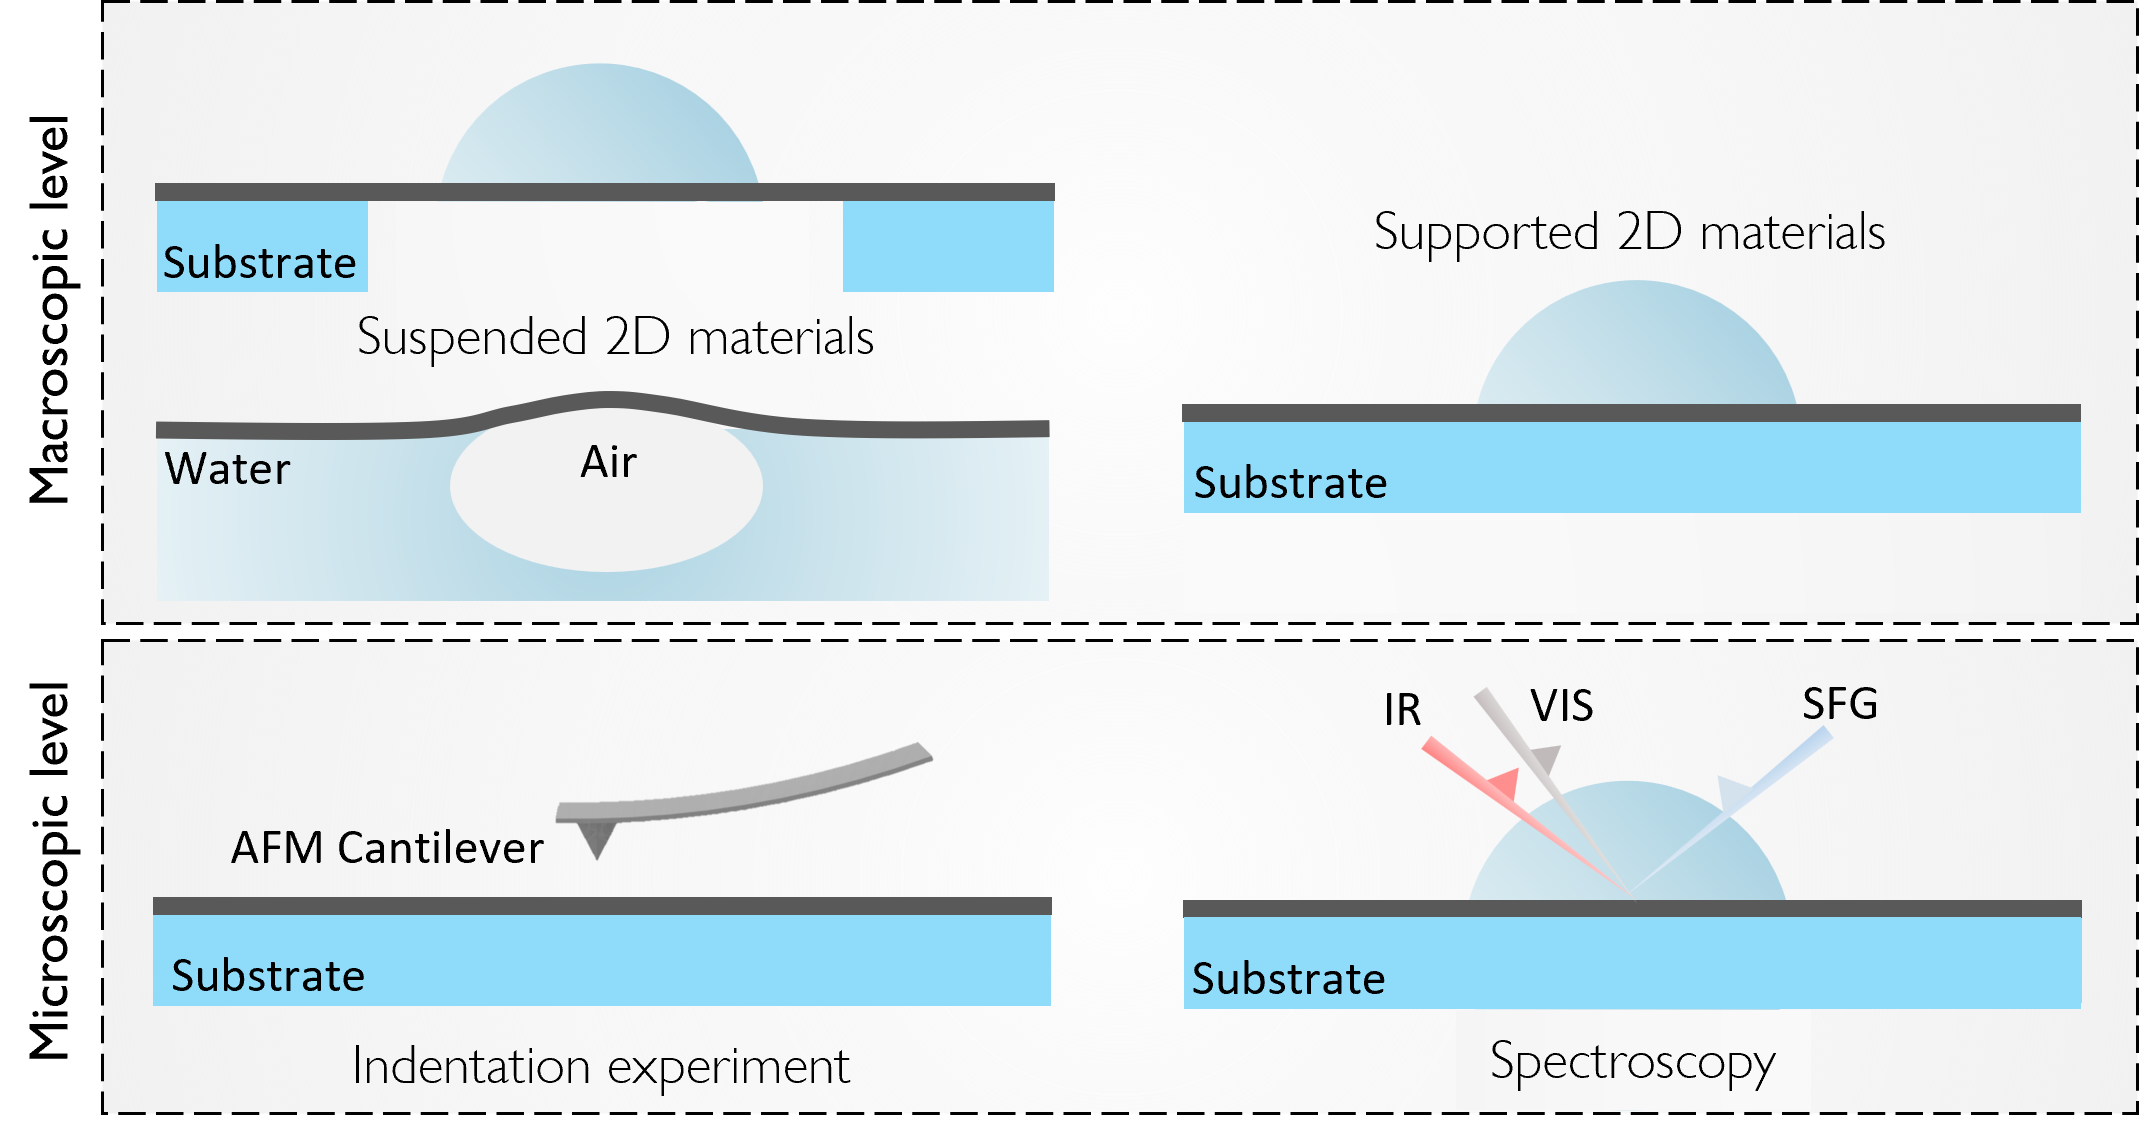 Macroscopic level
Substrate
Suspended 2D materials
Water
Air
Supported 2D materials
Substrate
Microscopic level
AFM Cantilever
Substrate
Indentation experiment
IR
VIS
SFG
Substrate
Spectroscopy